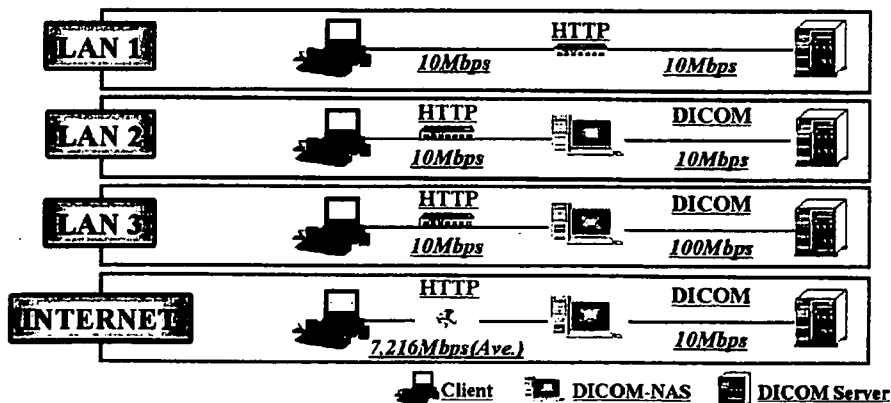 LAN 1
HTTP
10Mbps 10Mbps
LAN 2
HTTP DICOM
10Mbps 10Mbps
LAN 3
HTTP DICOM
10Mbps 100Mbps
INTERNET
HTTP DICOM
7,216Mbps(Ave.) 10Mbps
Client DICOM-NAS DICOM Server